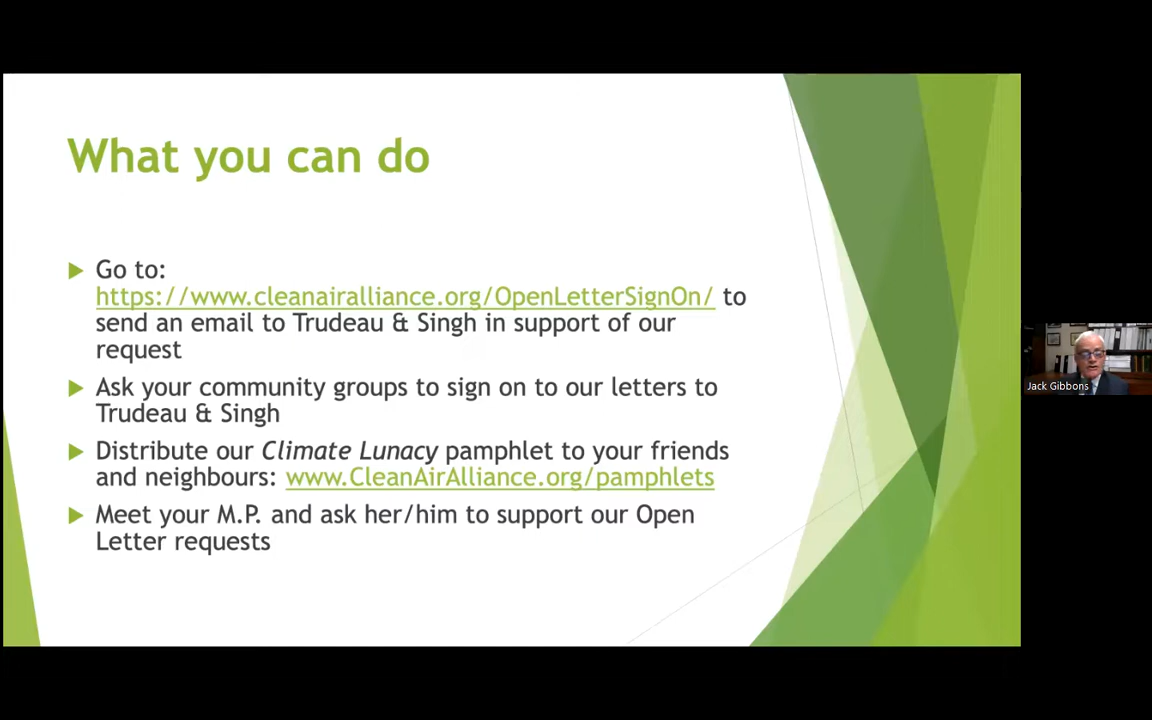 What you can do
Go to:
https://www.cleanairalliance.org/OpenLetterSignOn/ to
send an email to Trudeau & Singh in support of our
request
Ask your community groups to sign on to our letters to
Trudeau & Singh
Distribute our Climate Lunacy pamphlet to your friends
and neighbours: www.CleanAirAlliance.org/pamphlets
Meet your M.P. and ask her/him to support our Open
Letter requests
Jack Gibbons